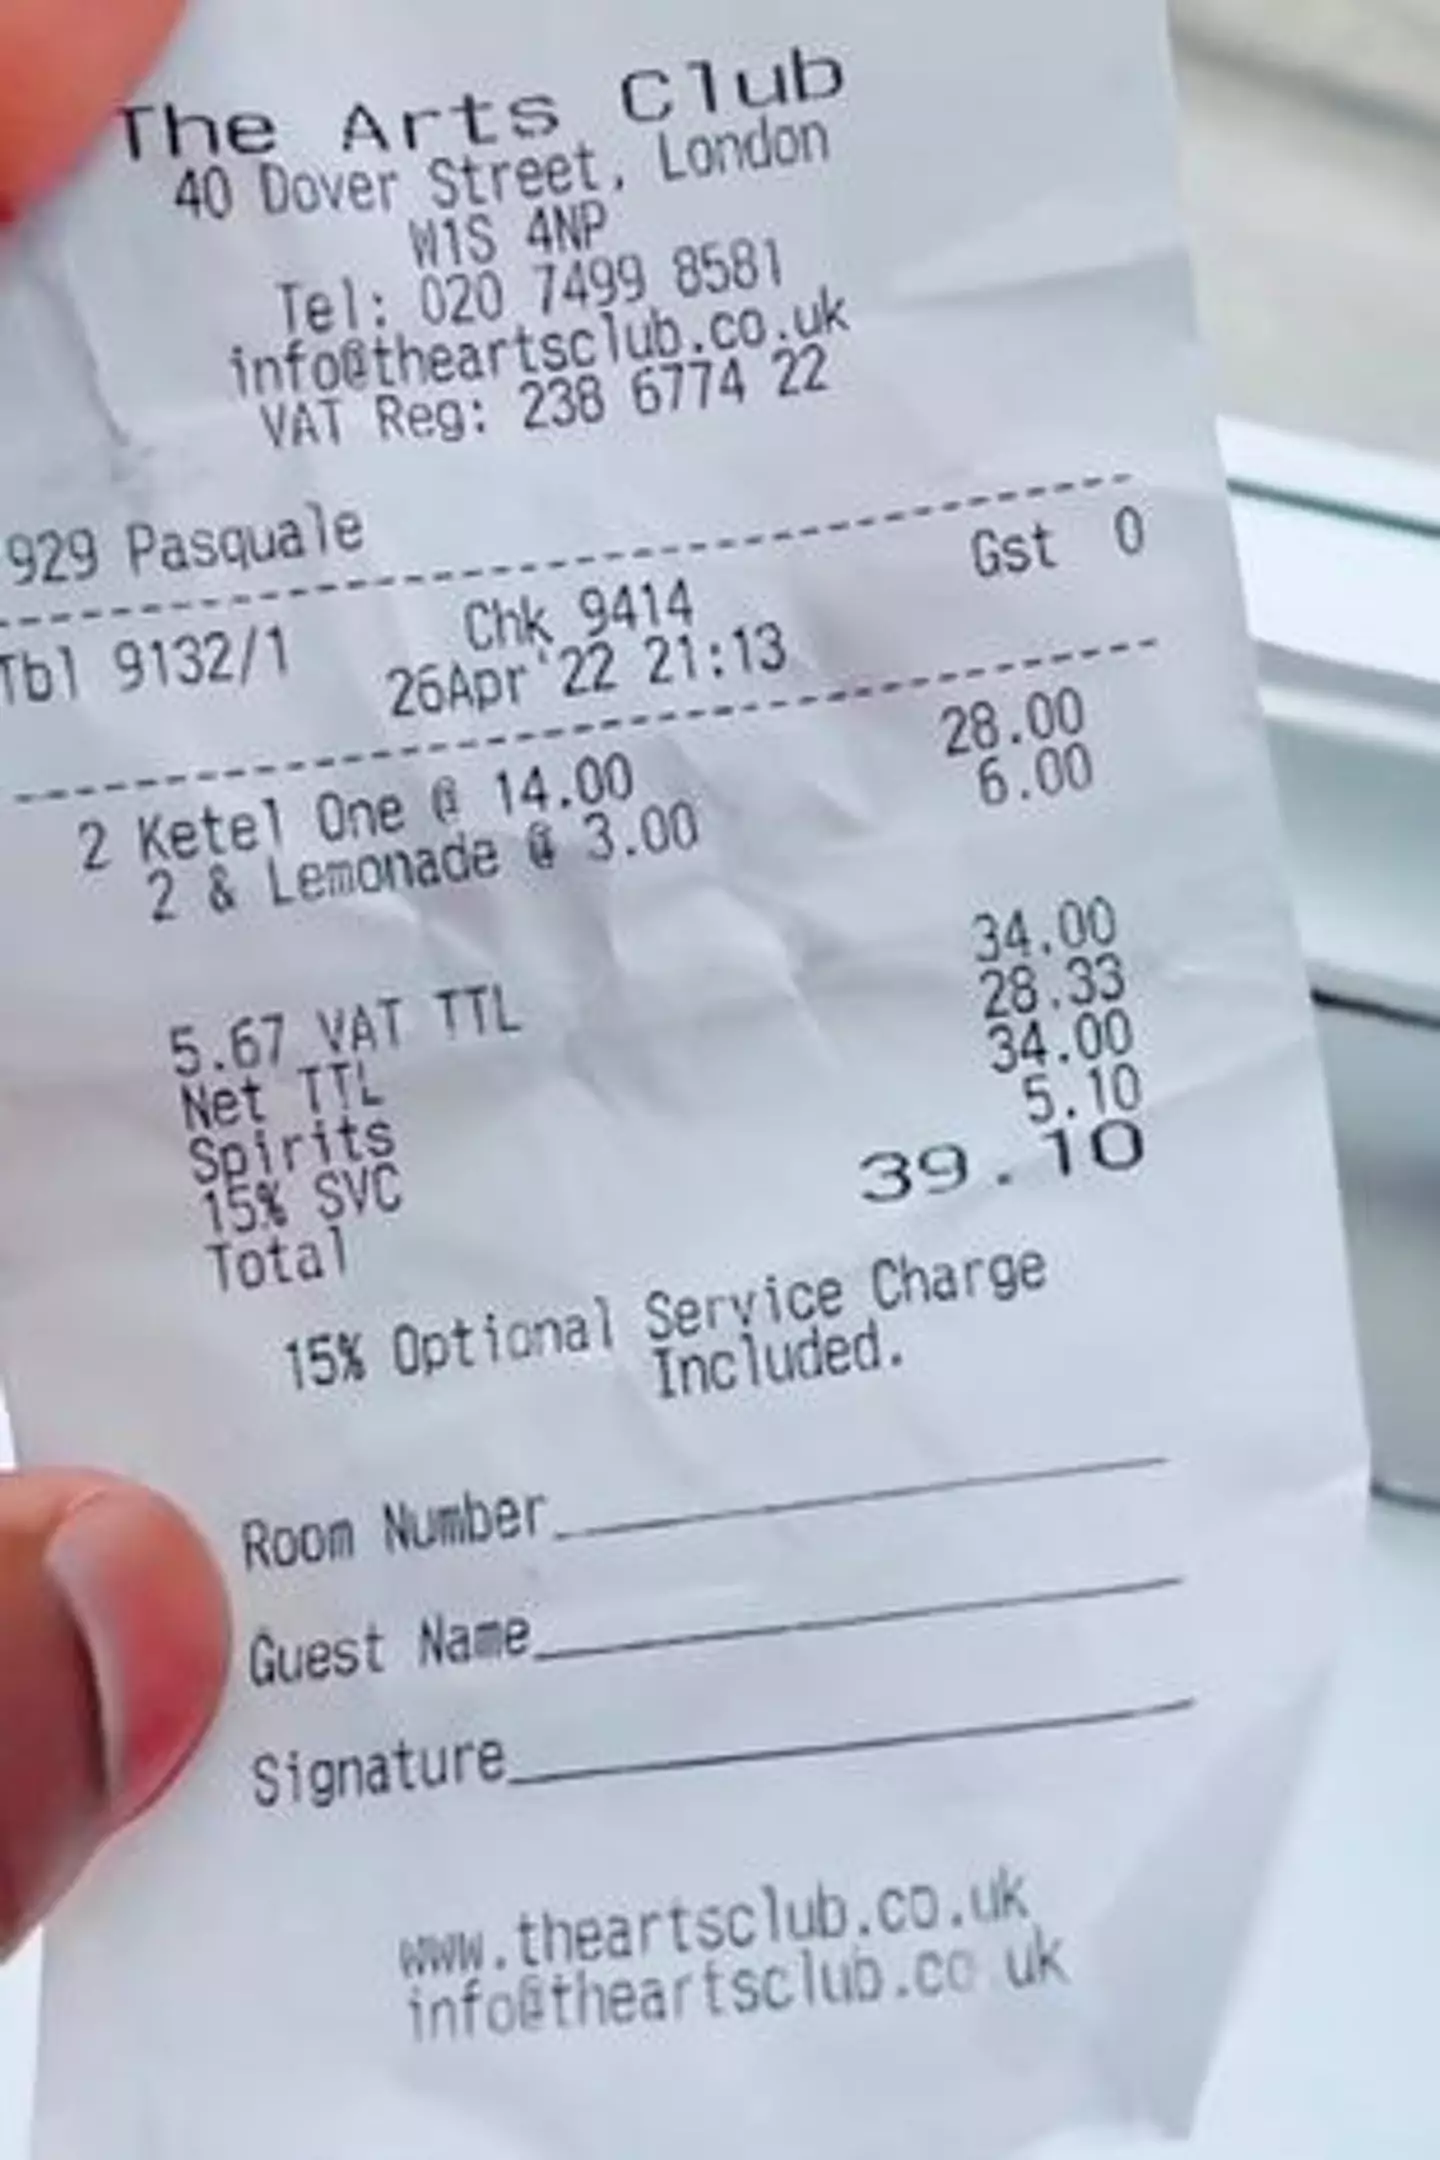 The Arts Club
40 Dover Street, London
W1S 4NP
Tel: 020 7499 8581
info@theartsclub.co.uk
VAT Reg: 238 6774 22
929 Pasquale
Tbl 9132/1 Chk 9414 Gst 0
26Apr'22 21:13
2 Ketel One @ 14.00 28.00
2 & Lemonade @ 3.00 6.00
5.67 VAT TTL 34.00
Net TTL 28.33
Spirits 34.00
15% SVC 5.10
Total 39.10
15% Optional Service Charge
Included.
Room Number
Guest Name
Signature
www.theartsclub.co.uk
info@theartsclub.co uk